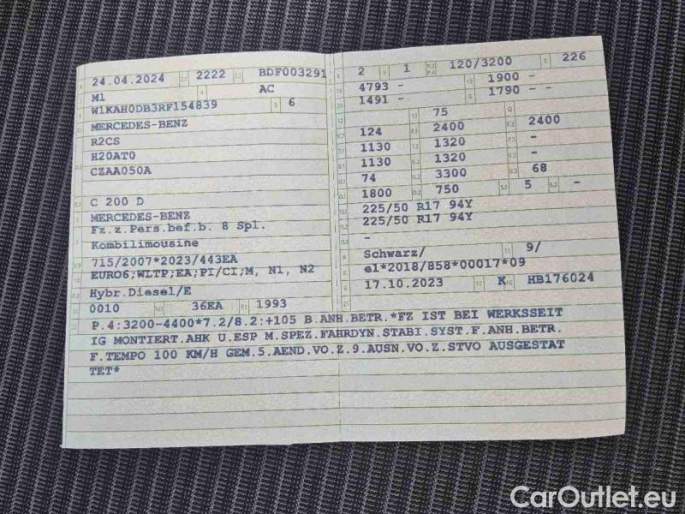 24.04.2024 2222 BDF003291
M1 AC
W1KAH0DB3RF154839 6
MERCEDES-BENZ
R2CS
H20AT0
CZAA050A
C 200 D
MERCEDES-BENZ
Fz.z.Pers.bef.b. 8 Spl.
Kombilimousine
715/2007*2023/443EA
EURO6;WLTP;EA;PI/CI;M, N1, N2
Hybr.Diesel/E
0010 36EA 1993
2 1 120/3200 226
4793 - 1900 -
1491 - 1790 --
75
124 2400 2400
1130 1320 -
1130 1320 -
74 3300 68
1800 750 5 -
225/50 R17 94Y
225/50 R17 94Y
-
Schwarz/ 9/
e1*2018/858*00017*09
17.10.2023 K HB176024
P.4:3200-4400*7.2/8.2:+105 B.ANH.BETR.*FZ IST BEI WERKSSEIT
IG MONTIERT.AHK U.ESP M.SPEZ.FAHRDYN.STABI.SYST.F.ANH.BETR.
F.TEMPO 100 KM/H GEM.5.AEND.VO.Z.9.AUSN.VO.Z.STVO AUSGESTAT
TET*
CarOutlet.eu